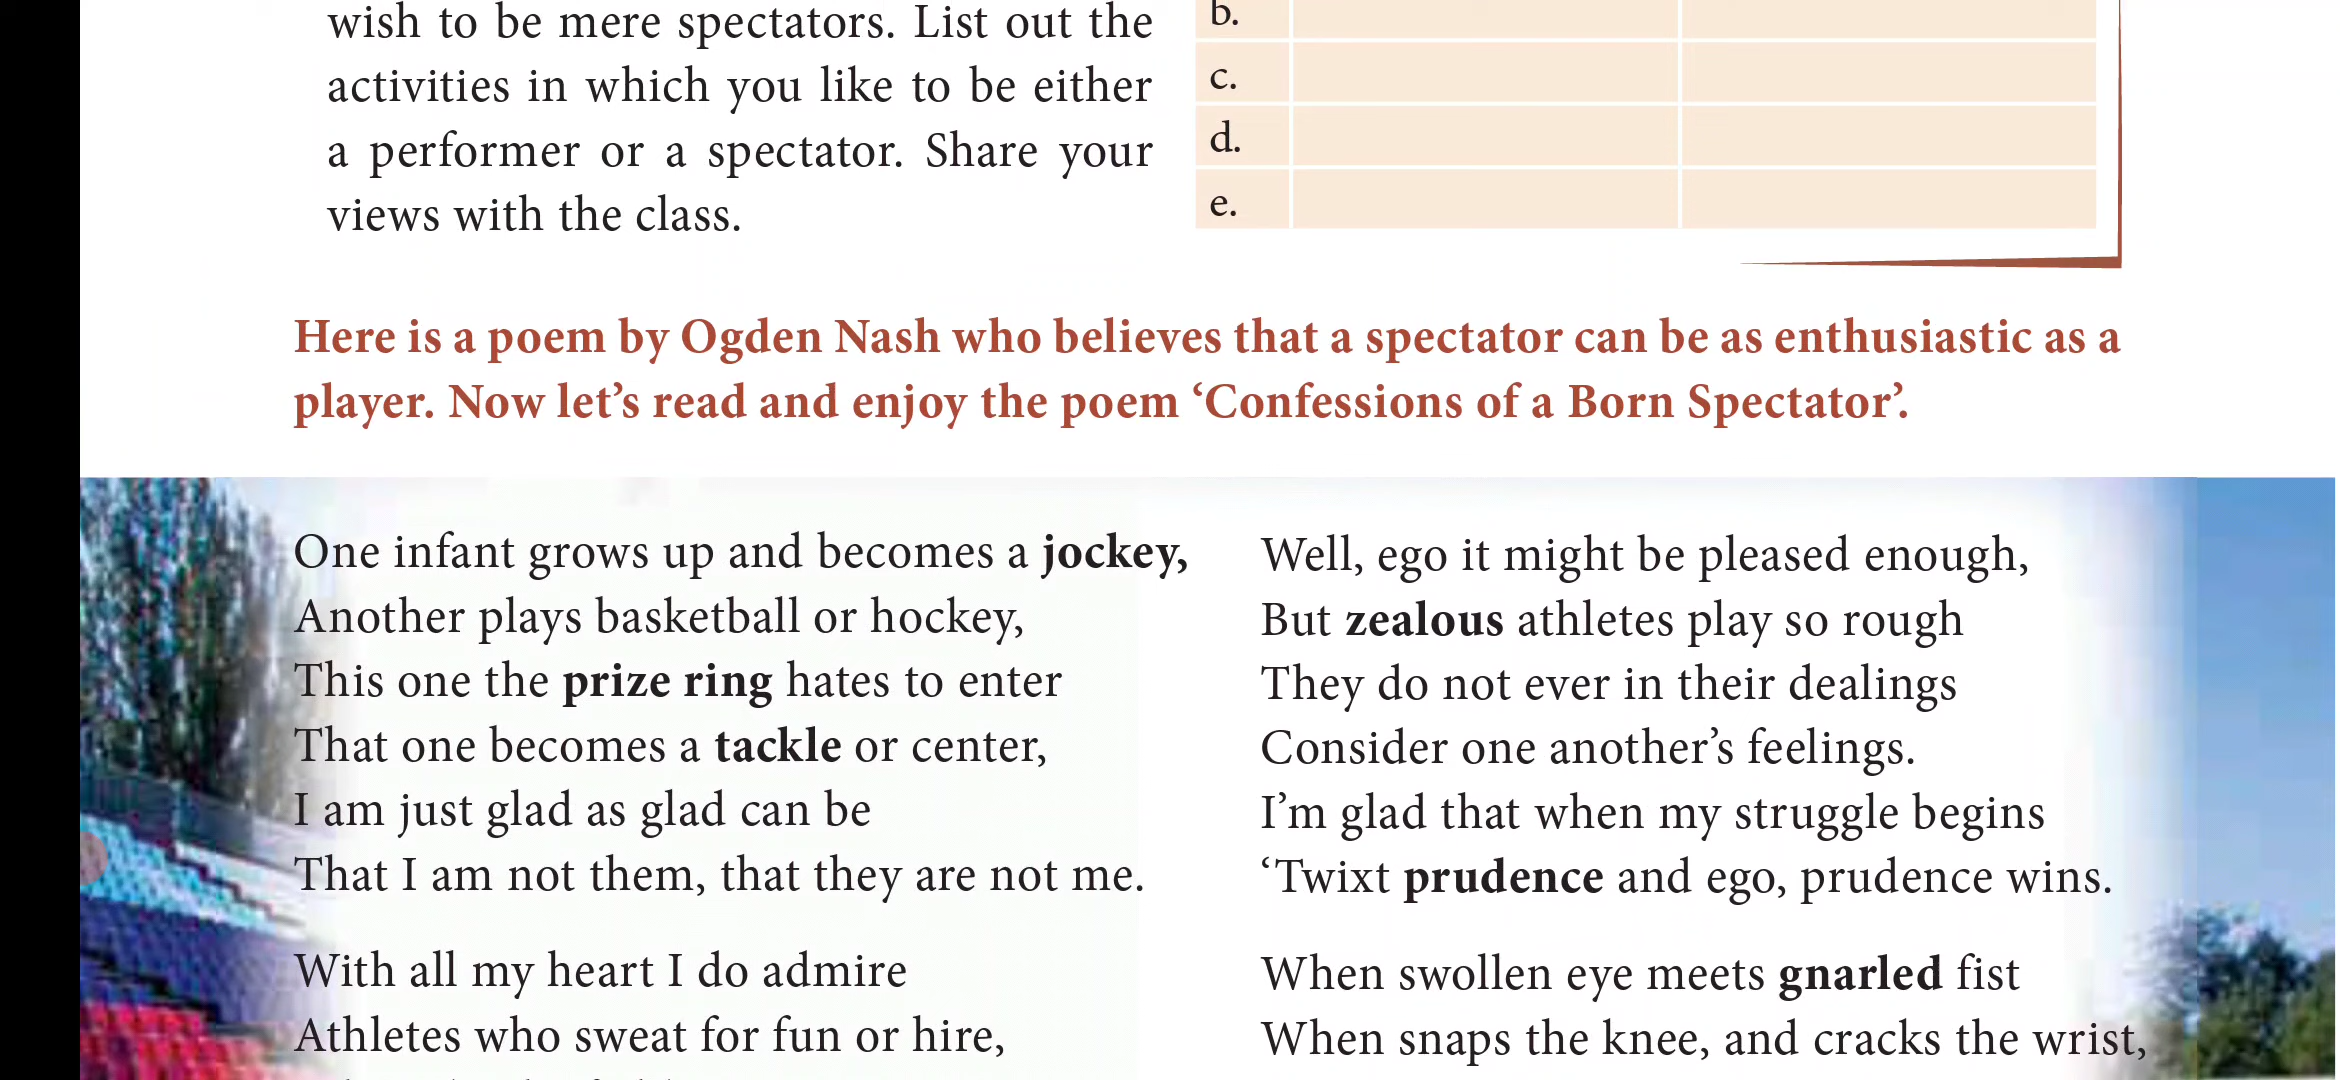 wish to be mere spectators. List out the
activities in which you like to be either
a performer or a spectator. Share your
views with the class.
b.
c.
d.
e.
Here is a poem by Ogden Nash who believes that a spectator can be as enthusiastic as a
player. Now let’s read and enjoy the poem ‘Confessions of a Born Spectator’.
One infant grows up and becomes a jockey,
Another plays basketball or hockey,
This one the prize ring hates to enter
That one becomes a tackle or center,
I am just glad as glad can be
That I am not them, that they are not me.
With all my heart I do admire
Athletes who sweat for fun or hire,
Well, ego it might be pleased enough,
But zealous athletes play so rough
They do not ever in their dealings
Consider one another’s feelings.
I’m glad that when my struggle begins
‘Twixt prudence and ego, prudence wins.
When swollen eye meets gnarled fist
When snaps the knee, and cracks the wrist,